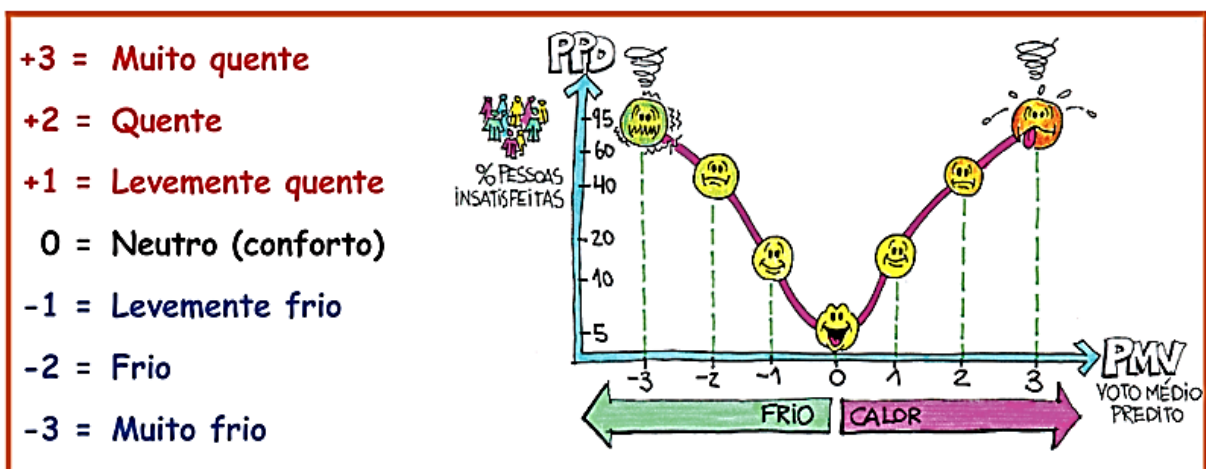 +3 = Muito quente
+2 = Quente
+1 = Levemente quente
0 = Neutro (conforto)
-1 = Levemente frio
-2 = Frio
-3 = Muito frio
PPD
% PESSOAS
INSATISFEITAS
95
60
40
20
10
5
-3 -2 -1 0 1 2 3
PMV
VOTO MÉDIO
PREDITO
FRIO CALOR